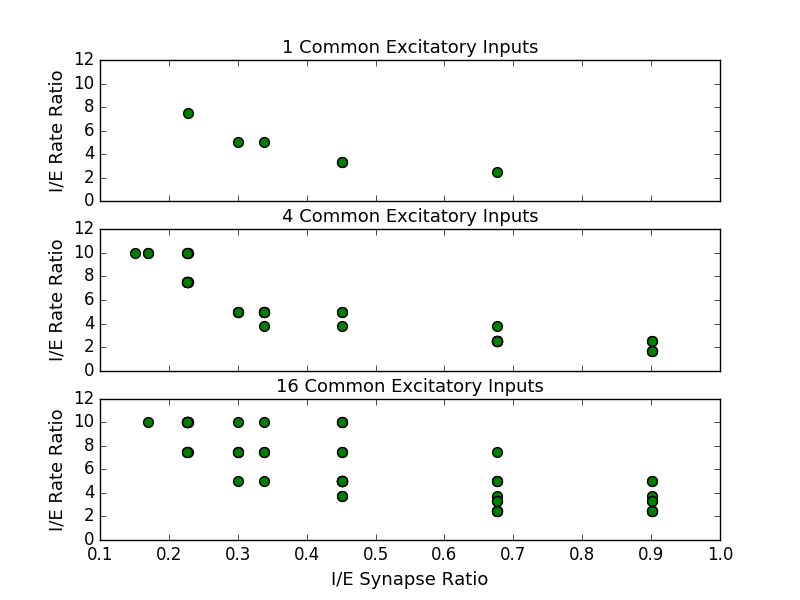 1 Common Excitatory Inputs
12
10
8
6
4
2
0
I/E Rate Ratio
4 Common Excitatory Inputs
12
10
8
6
4
2
0
I/E Rate Ratio
16 Common Excitatory Inputs
12
10
8
6
4
2
0
I/E Rate Ratio
0.1 0.2 0.3 0.4 0.5 0.6 0.7 0.8 0.9 1.0
I/E Synapse Ratio